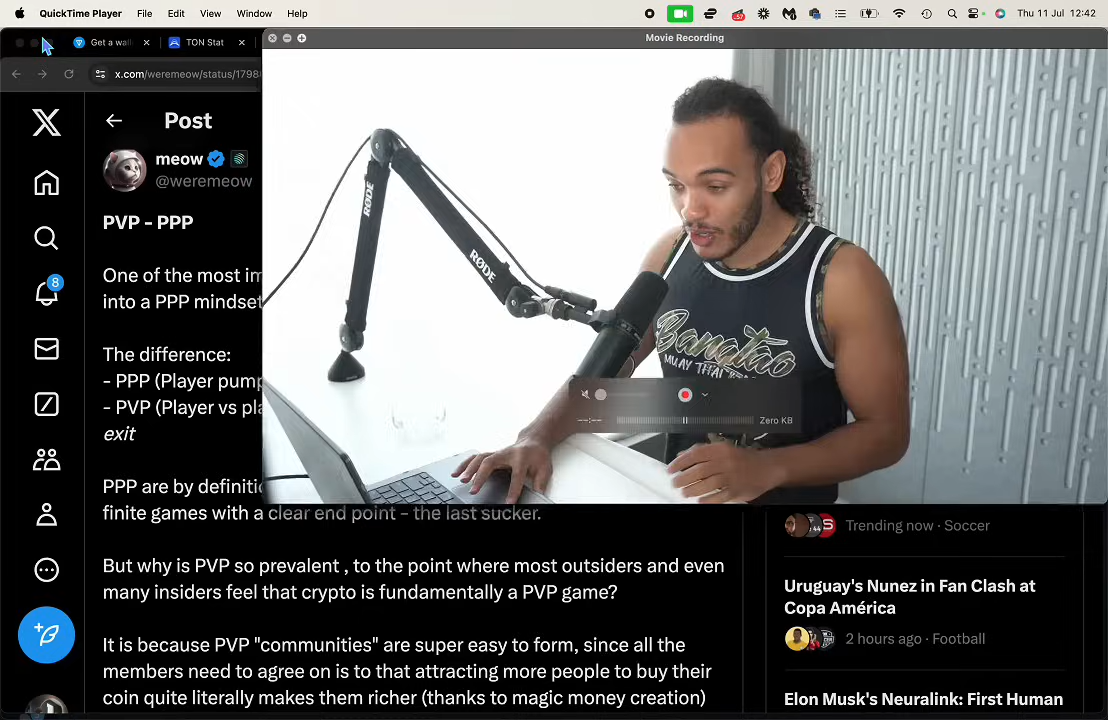 QuickTime Player File Edit View Window Help Thu 11 Jul 12:42
Get a wall TON Stat
Movie Recording
x.com/weremeow/status/1798
Post
meow
@weremeow
PVP - PPP
One of the most im
into a PPP mindset
The difference:
- PPP (Player pump
- PVP (Player vs pla
exit
PPP are by definitio
finite games with a clear end point - the last sucker.
But why is PVP so prevalent , to the point where most outsiders and even
many insiders feel that crypto is fundamentally a PVP game?
It is because PVP "communities" are super easy to form, since all the
members need to agree on is to that attracting more people to buy their
coin quite literally makes them richer (thanks to magic money creation)
8
RØDE
RØDE
Banatao
MUAY THAI
--:--
Zero KB
Trending now · Soccer
Uruguay's Nunez in Fan Clash at
Copa América
2 hours ago · Football
Elon Musk's Neuralink: First Human